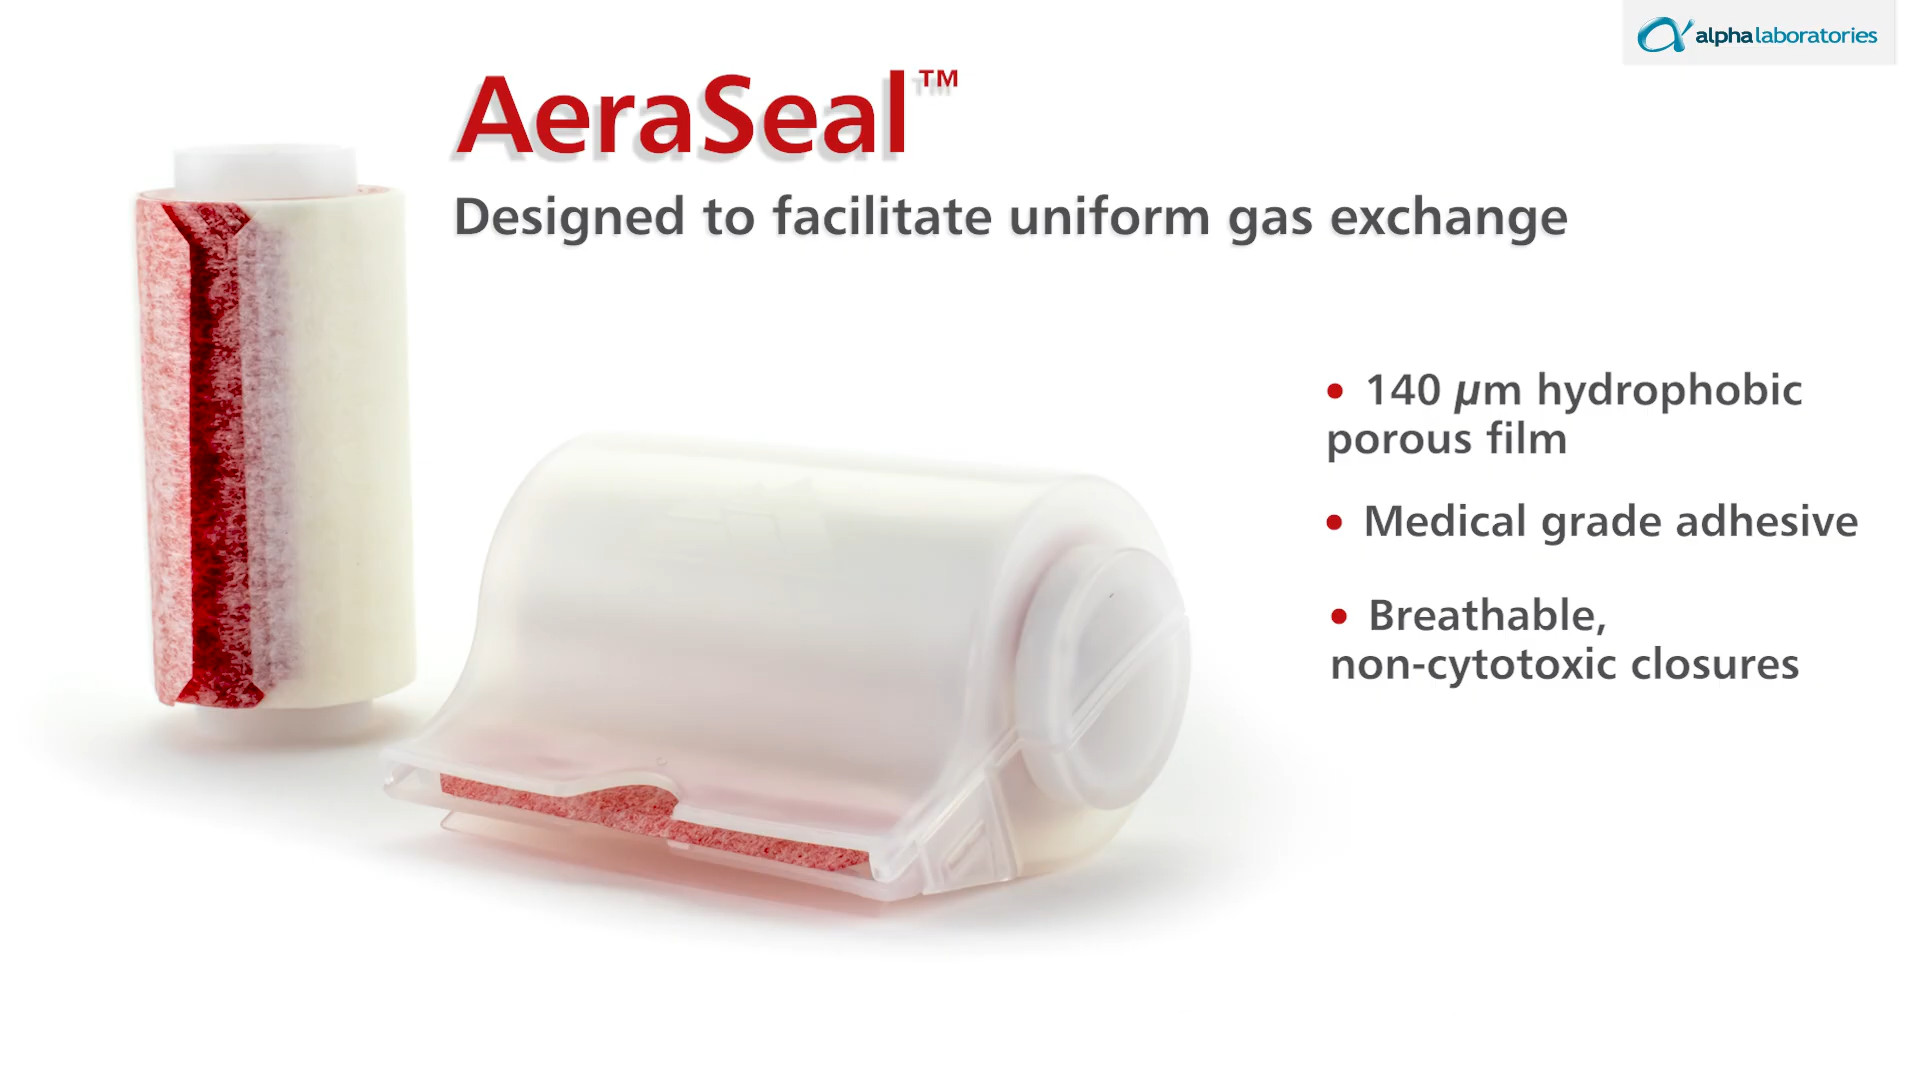 alphalaboratories
AeraSeal™
Designed to facilitate uniform gas exchange
• 140 µm hydrophobic
porous film
• Medical grade adhesive
• Breathable,
non-cytotoxic closures